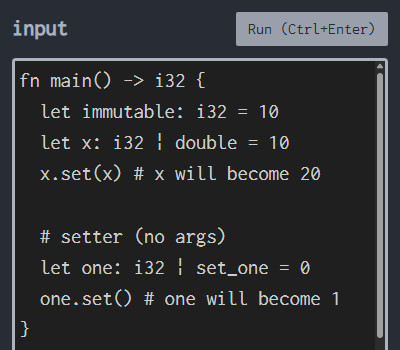 input
Run (Ctrl+Enter)
fn main() -> i32 {
  let immutable: i32 = 10
  let x: i32 ¦ double = 10
  x.set(x) # x will become 20

  # setter (no args)
  let one: i32 ¦ set_one = 0
  one.set() # one will become 1
}